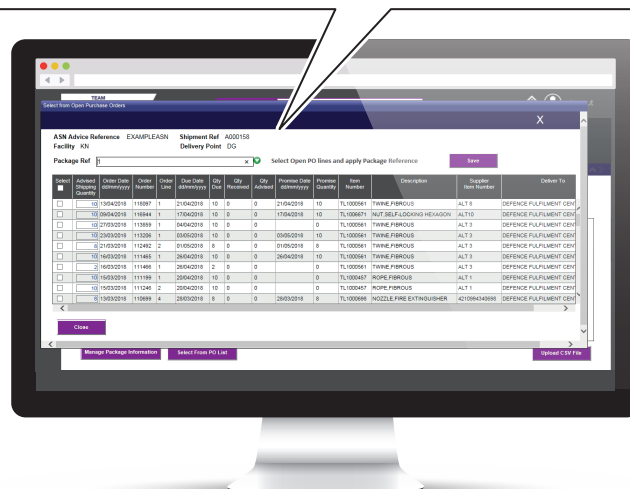 TEAM
Select from Open Purchase Orders
X
ASN Advice Reference EXAMPLEASN Shipment Ref A000158
Facility KN Delivery Point DG
Package Ref 1 x Select Open PO lines and apply Package Reference Save
Select Advised Shipping Quantity Order Date dd/mm/yyyy Order Number Order Line Due Date dd/mm/yyyy Qty Due Qty Received Qty Advised Promise Date dd/mm/yyyy Promise Quantity Item Number Description Supplier Item Number Deliver To
10 13/04/2018 118097 1 21/04/2018 10 0 0 21/04/2018 10 TL1000561 TWINE,FIBROUS ALT 8 DEFENCE FULFILMENT CENT
10 09/04/2018 116944 1 17/04/2018 10 0 0 17/04/2018 10 TL1006671 NUT,SELF-LOCKING HEXAGON ALT10 DEFENCE FULFILMENT CENT
10 27/03/2018 113859 1 04/04/2018 10 0 0 0 TL1000561 TWINE,FIBROUS ALT 3 DEFENCE FULFILMENT CENT
10 23/03/2018 113206 1 03/05/2018 10 0 0 03/05/2018 10 TL1000561 TWINE,FIBROUS ALT 3 DEFENCE FULFILMENT CENT
8 21/03/2018 112492 2 01/05/2018 8 0 0 01/05/2018 8 TL1000561 TWINE,FIBROUS ALT 3 DEFENCE FULFILMENT CENT
10 16/03/2018 111465 1 26/04/2018 10 0 0 26/04/2018 10 TL1000561 TWINE,FIBROUS ALT 3 DEFENCE FULFILMENT CENT
2 16/03/2018 111466 1 26/04/2018 2 0 0 0 TL1000561 TWINE,FIBROUS ALT 3 DEFENCE FULFILMENT CENT
10 15/03/2018 111199 1 20/04/2018 10 0 0 0 TL1000457 ROPE,FIBROUS ALT 1 DEFENCE FULFILMENT CENT
10 15/03/2018 111246 2 20/04/2018 10 0 0 0 TL1000457 ROPE,FIBROUS ALT 1 DEFENCE FULFILMENT CENT
8 13/03/2018 110699 4 28/03/2018 8 0 0 28/03/2018 8 TL1000698 NOZZLE,FIRE EXTINGUISHER 4210994340698 DEFENCE FULFILMENT CENT
Close
Manage Package Information Select From PO List Upload CSV File